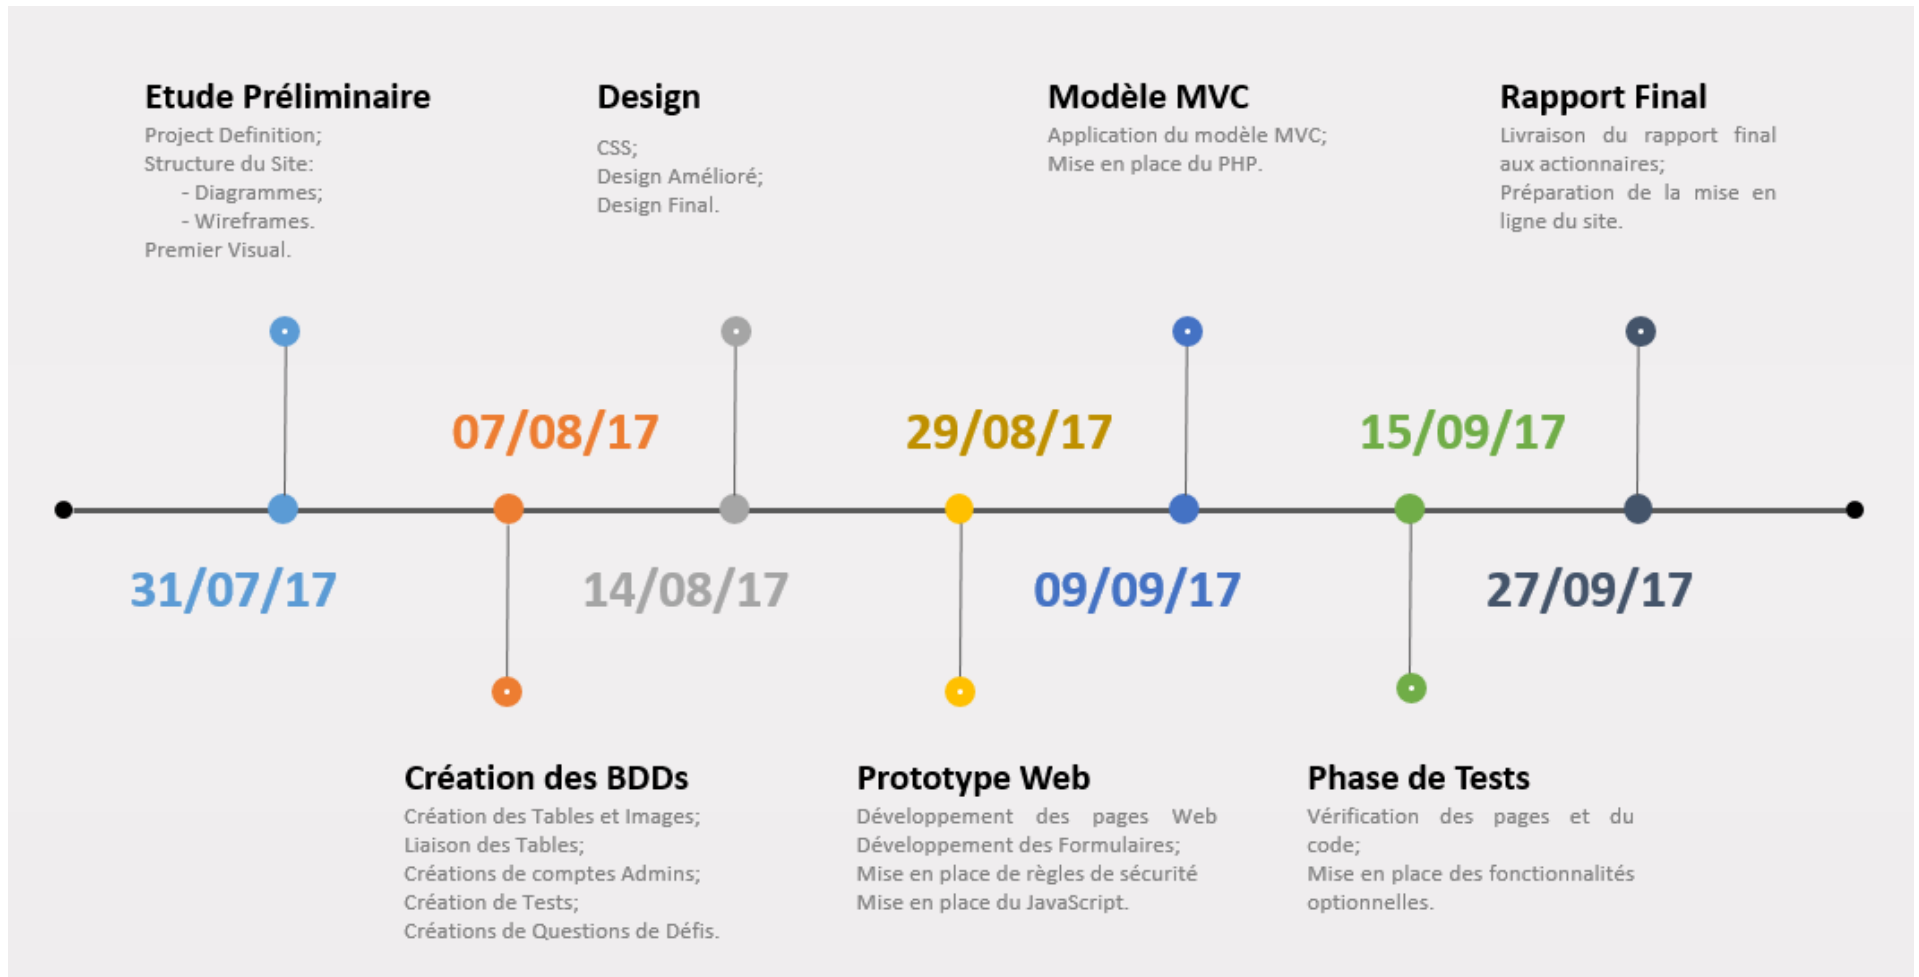 Etude Préliminaire
Project Definition;
Structure du Site:
- Diagrammes;
- Wireframes.
Premier Visual.
Design
CSS;
Design Amélioré;
Design Final.
Modèle MVC
Application du modèle MVC;
Mise en place du PHP.
Rapport Final
Livraison du rapport final
aux actionnaires;
Préparation de la mise en
ligne du site.
07/08/17
29/08/17
15/09/17
31/07/17
14/08/17
09/09/17
27/09/17
Création des BDDs
Création des Tables et Images;
Liaison des Tables;
Créations de comptes Admins;
Création de Tests;
Créations de Questions de Défis.
Prototype Web
Développement des pages Web
Développement des Formulaires;
Mise en place de règles de sécurité
Mise en place du JavaScript.
Phase de Tests
Vérification des pages et du
code;
Mise en place des fonctionnalités
optionnelles.